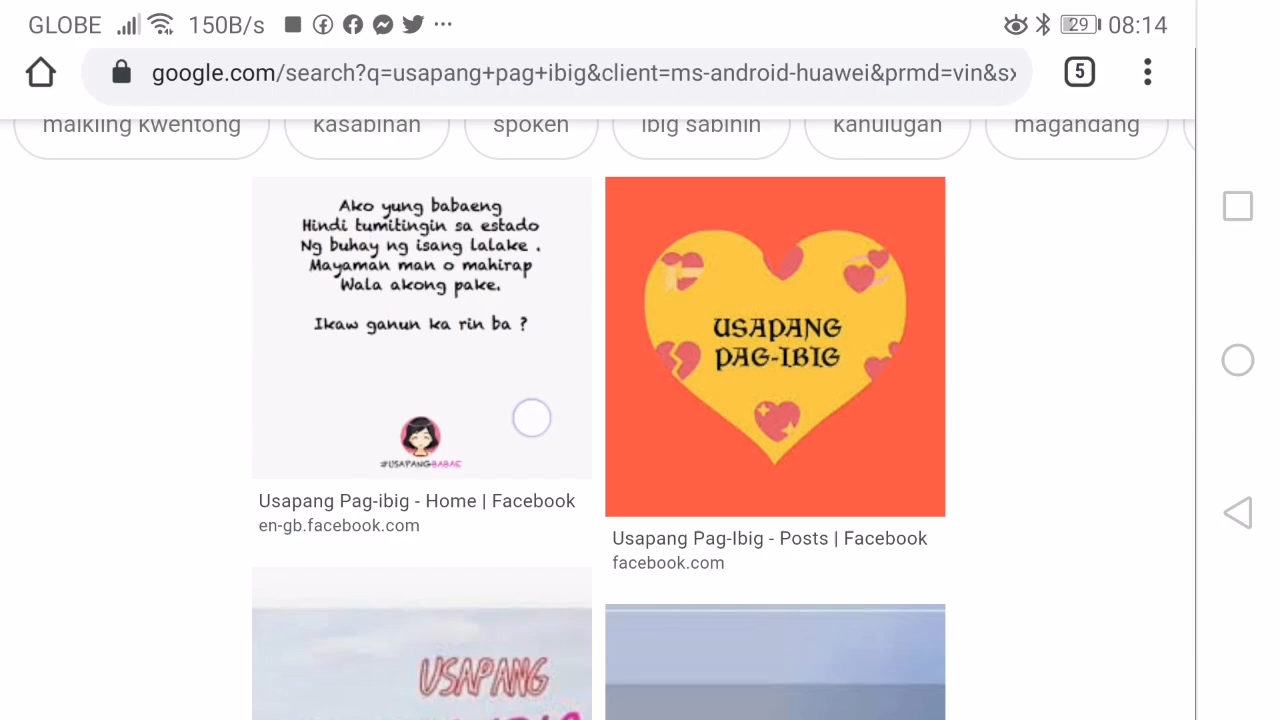 GLOBE 150B/s 29 08:14
google.com/search?q=usapang+pag+ibig&client=ms-android-huawei&prmd=vin&sx
5
maikling kwentong kasabihan spoken ibig sabihin kahulugan magandang
Ako yung babaeng
Hindi tumitingin sa estado
Ng buhay ng isang lalake .
Mayaman man o mahirap
Wala akong pake.
Ikaw ganun ka rin ba ?
#USAPANGBABAE
Usapang Pag-ibig - Home | Facebook
en-gb.facebook.com
USAPANG
PAG-IBIG
Usapang Pag-Ibig - Posts | Facebook
facebook.com
USAPANG